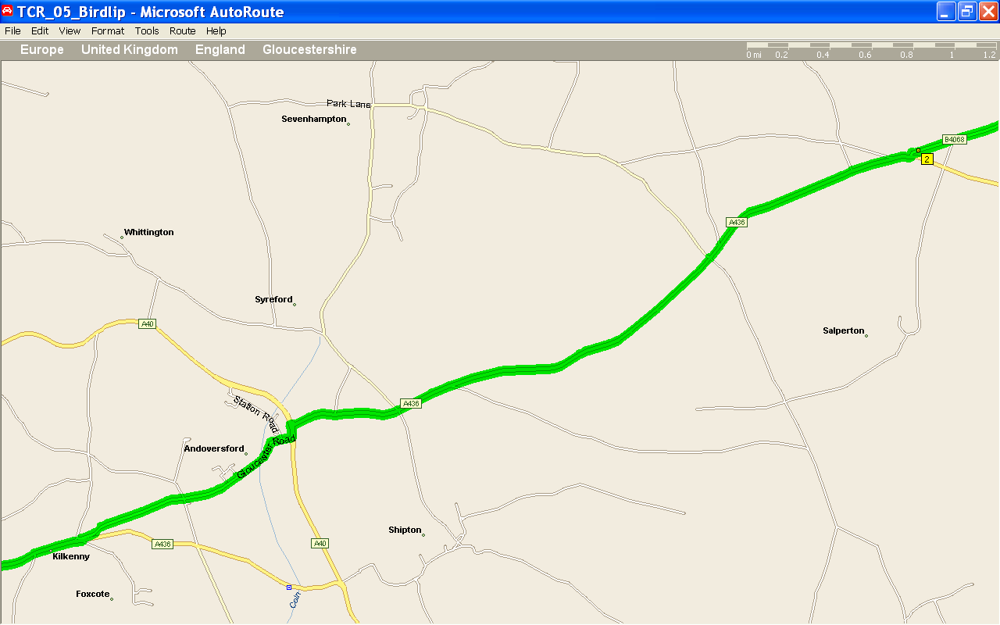 TCR_05_Birdlip - Microsoft AutoRoute
File Edit View Format Tools Route Help
Europe United Kingdom England Gloucestershire
0 mi 0.2 0.4 0.6 0.8 1 1.2
Park Lane
Sevenhampton
B4068
2
A436
Whittington
Syreford
A40
Salperton
A436
Station Road
Gloucester Road
Andoversford
Shipton
A436
A40
Kilkenny
Foxcote
Coln